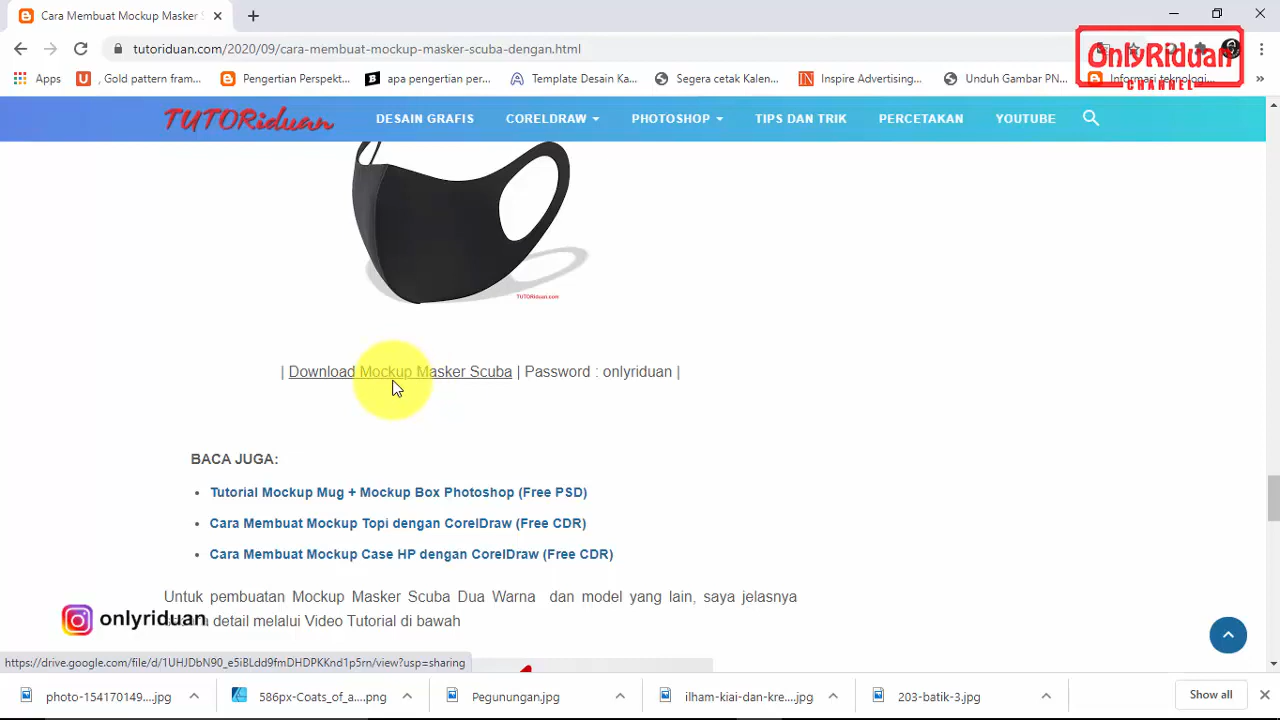 Cara Membuat Mockup Masker S
tutoriduan.com/2020/09/cara-membuat-mockup-masker-scuba-dengan.html
OnlyRiduan
CHANNEL
Apps , Gold pattern fram... Pengertian Perspekt... apa pengertian per... Template Desain Ka... Segera cetak Kalen... Inspire Advertising... Unduh Gambar PN... Informasi teknologi...
TUTORiduan DESAIN GRAFIS CORELDRAW PHOTOSHOP TIPS DAN TRIK PERCETAKAN YOUTUBE
TUTORiduan.com
| Download Mockup Masker Scuba | Password : onlyriduan |
BACA JUGA:
• Tutorial Mockup Mug + Mockup Box Photoshop (Free PSD)
• Cara Membuat Mockup Topi dengan CorelDraw (Free CDR)
• Cara Membuat Mockup Case HP dengan CorelDraw (Free CDR)
Untuk pembuatan Mockup Masker Scuba Dua Warna dan model yang lain, saya jelasnya
onlyriduan
detail melalui Video Tutorial di bawah
https://drive.google.com/file/d/1UHJDbN90_e5iBLdd9fmDHDPKKnd1p5rn/view?usp=sharing
photo-154170149....jpg 586px-Coats_of_a....png Pegunungan.jpg ilham-kiai-dan-kre....jpg 203-batik-3.jpg Show all